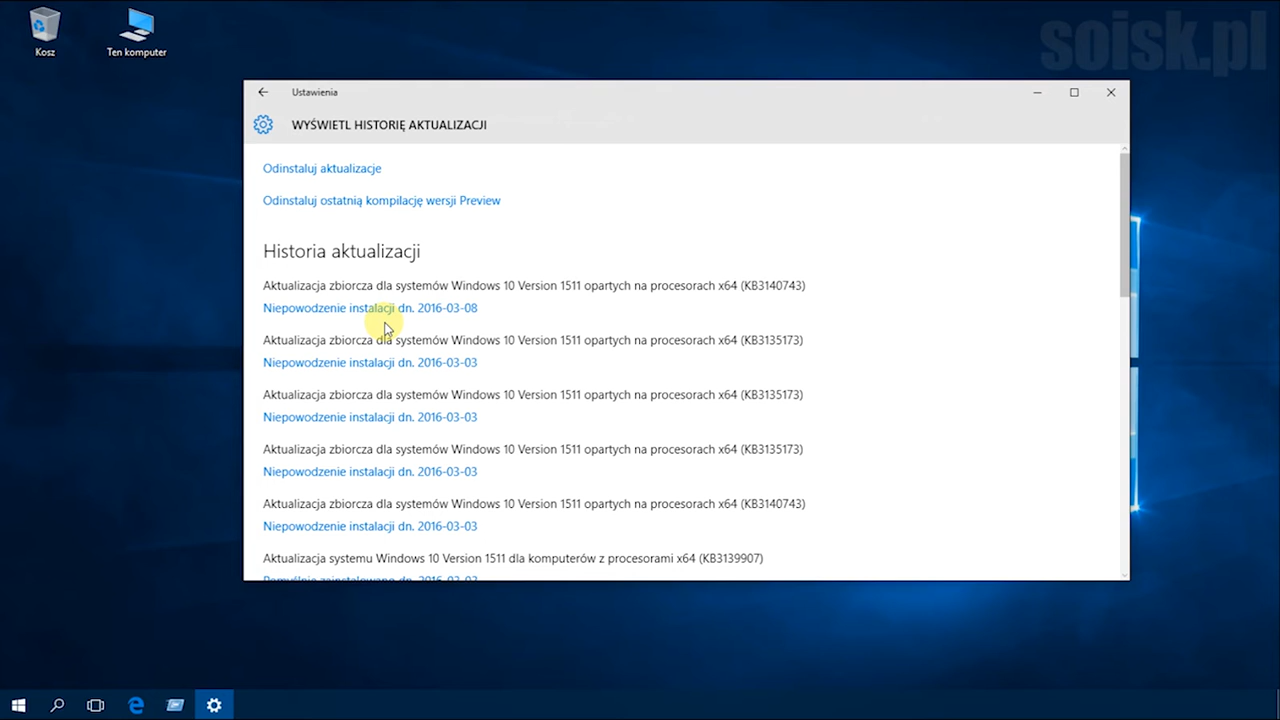 soisk.pl
Kosz
Ten komputer
Ustawienia
WYŚWIETL HISTORIĘ AKTUALIZACJI
Odinstaluj aktualizacje
Odinstaluj ostatnią kompilację wersji Preview
Historia aktualizacji
Aktualizacja zbiorcza dla systemów Windows 10 Version 1511 opartych na procesorach x64 (KB3140743)
Niepowodzenie instalacji dn. 2016-03-08
Aktualizacja zbiorcza dla systemów Windows 10 Version 1511 opartych na procesorach x64 (KB3135173)
Niepowodzenie instalacji dn. 2016-03-03
Aktualizacja zbiorcza dla systemów Windows 10 Version 1511 opartych na procesorach x64 (KB3135173)
Niepowodzenie instalacji dn. 2016-03-03
Aktualizacja zbiorcza dla systemów Windows 10 Version 1511 opartych na procesorach x64 (KB3135173)
Niepowodzenie instalacji dn. 2016-03-03
Aktualizacja zbiorcza dla systemów Windows 10 Version 1511 opartych na procesorach x64 (KB3140743)
Niepowodzenie instalacji dn. 2016-03-03
Aktualizacja systemu Windows 10 Version 1511 dla komputerów z procesorami x64 (KB3139907)
Pomyślnie zainstalowano dn. 2016-03-03